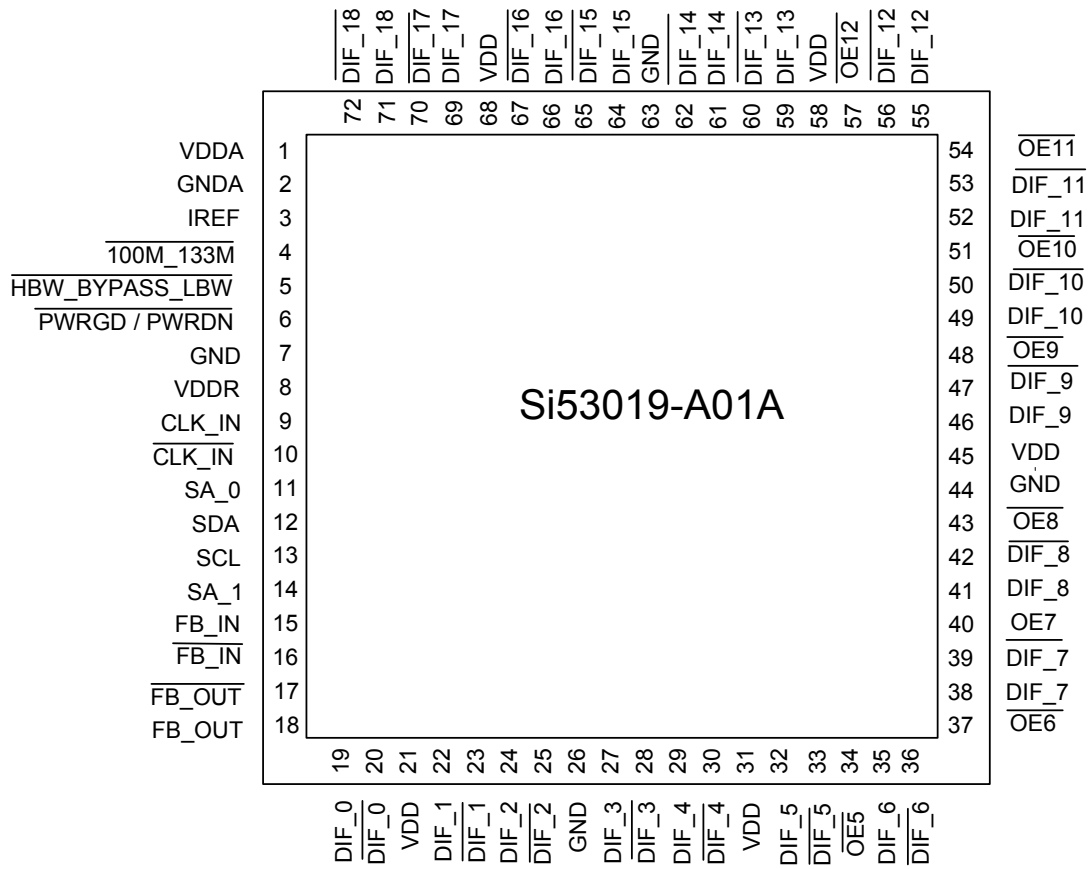 DIF_18
DIF_18
DIF_17
DIF_17
VDD
DIF_16
DIF_16
DIF_15
DIF_15
GND
DIF_14
DIF_14
DIF_13
DIF_13
VDD
OE12
DIF_12
DIF_12
72
71
70
69
68
67
66
65
64
63
62
61
60
59
58
57
56
55
VDDA 1
GNDA 2
IREF 3
100M_133M 4
HBW_BYPASS_LBW 5
PWRGD / PWRDN 6
GND 7
VDDR 8
CLK_IN 9
CLK_IN 10
SA_0 11
SDA 12
SCL 13
SA_1 14
FB_IN 15
FB_IN 16
FB_OUT 17
FB_OUT 18
Si53019-A01A
54 OE11
53 DIF_11
52 DIF_11
51 OE10
50 DIF_10
49 DIF_10
48 OE9
47 DIF_9
46 DIF_9
45 VDD
44 GND
43 OE8
42 DIF_8
41 DIF_8
40 OE7
39 DIF_7
38 DIF_7
37 OE6
19
20
21
22
23
24
25
26
27
28
29
30
31
32
33
34
35
36
DIF_0
DIF_0
VDD
DIF_1
DIF_1
DIF_2
DIF_2
GND
DIF_3
DIF_3
DIF_4
DIF_4
VDD
DIF_5
DIF_5
OE5
DIF_6
DIF_6